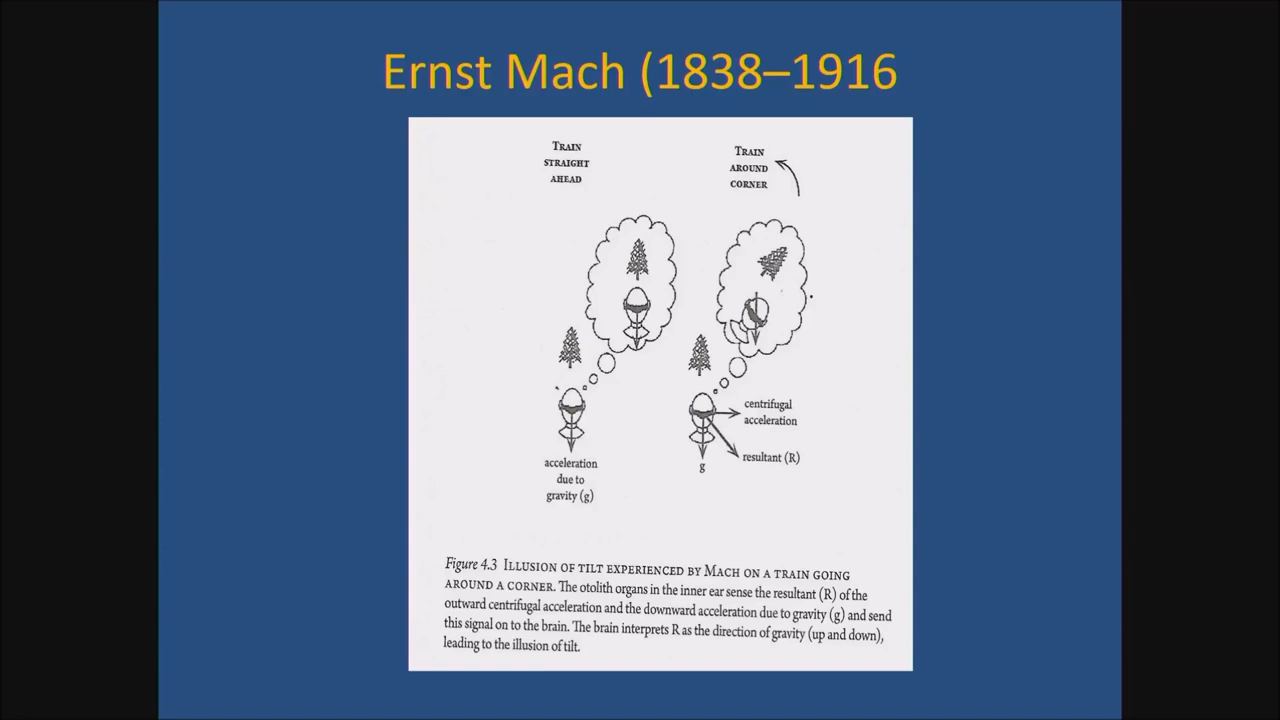 Ernst Mach (1838–1916
TRAIN
STRAIGHT
AHEAD
TRAIN
AROUND
CORNER
centrifugal
acceleration
resultant (R)
g
acceleration
due to
gravity (g)
Figure 4.3 ILLUSION OF TILT EXPERIENCED BY MACH ON A TRAIN GOING
AROUND A CORNER. The otolith organs in the inner ear sense the resultant (R) of the
outward centrifugal acceleration and the downward acceleration due to gravity (g) and send
this signal on to the brain. The brain interprets R as the direction of gravity (up and down),
leading to the illusion of tilt.